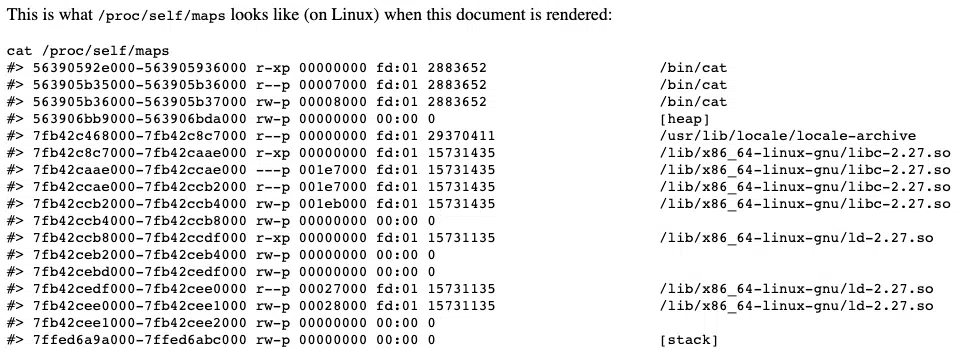 This is what /proc/self/maps looks like (on Linux) when this document is rendered:
cat /proc/self/maps
#> 56390592e000-563905936000 r-xp 00000000 fd:01 2883652 /bin/cat
#> 563905b35000-563905b36000 r--p 00007000 fd:01 2883652 /bin/cat
#> 563905b36000-563905b37000 rw-p 00008000 fd:01 2883652 /bin/cat
#> 563906bb9000-563906bda000 rw-p 00000000 00:00 0 [heap]
#> 7fb42c468000-7fb42c8c7000 r--p 00000000 fd:01 29370411 /usr/lib/locale/locale-archive
#> 7fb42c8c7000-7fb42caae000 r-xp 00000000 fd:01 15731435 /lib/x86_64-linux-gnu/libc-2.27.so
#> 7fb42caae000-7fb42ccae000 ---p 001e7000 fd:01 15731435 /lib/x86_64-linux-gnu/libc-2.27.so
#> 7fb42ccae000-7fb42ccb2000 r--p 001e7000 fd:01 15731435 /lib/x86_64-linux-gnu/libc-2.27.so
#> 7fb42ccb2000-7fb42ccb4000 rw-p 001eb000 fd:01 15731435 /lib/x86_64-linux-gnu/libc-2.27.so
#> 7fb42ccb4000-7fb42ccb8000 rw-p 00000000 00:00 0
#> 7fb42ccb8000-7fb42ccdf000 r-xp 00000000 fd:01 15731135 /lib/x86_64-linux-gnu/ld-2.27.so
#> 7fb42ceb2000-7fb42ceb4000 rw-p 00000000 00:00 0
#> 7fb42cebd000-7fb42cedf000 rw-p 00000000 00:00 0
#> 7fb42cedf000-7fb42cee0000 r--p 00027000 fd:01 15731135 /lib/x86_64-linux-gnu/ld-2.27.so
#> 7fb42cee0000-7fb42cee1000 rw-p 00028000 fd:01 15731135 /lib/x86_64-linux-gnu/ld-2.27.so
#> 7fb42cee1000-7fb42cee2000 rw-p 00000000 00:00 0
#> 7ffed6a9a000-7ffed6abc000 rw-p 00000000 00:00 0 [stack]